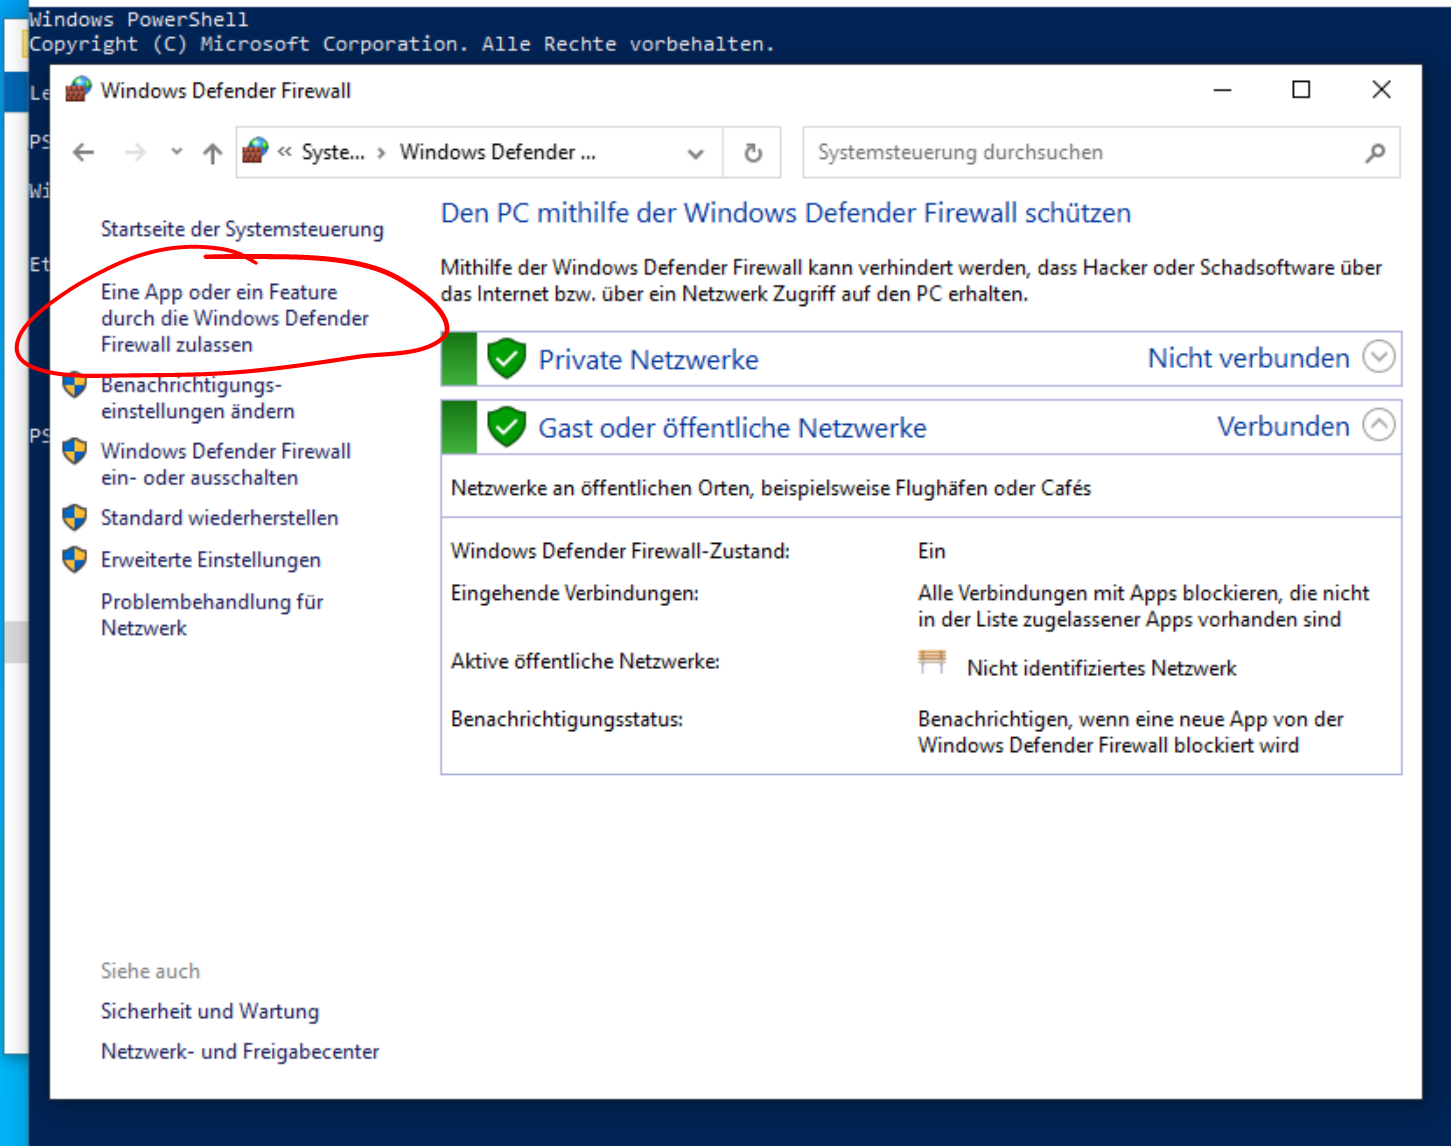 Windows PowerShell
Copyright (C) Microsoft Corporation. Alle Rechte vorbehalten.
Windows Defender Firewall
Le
PS
« Syste... › Windows Defender ...
Systemsteuerung durchsuchen
Wi
Startseite der Systemsteuerung
Et
Eine App oder ein Feature
durch die Windows Defender
Firewall zulassen
Benachrichtigungs-
einstellungen ändern
PS
Windows Defender Firewall
ein- oder ausschalten
Standard wiederherstellen
Erweiterte Einstellungen
Problembehandlung für
Netzwerk
Den PC mithilfe der Windows Defender Firewall schützen
Mithilfe der Windows Defender Firewall kann verhindert werden, dass Hacker oder Schadsoftware über
das Internet bzw. über ein Netzwerk Zugriff auf den PC erhalten.
Private Netzwerke Nicht verbunden
Gast oder öffentliche Netzwerke Verbunden
Netzwerke an öffentlichen Orten, beispielsweise Flughäfen oder Cafés
Windows Defender Firewall-Zustand: Ein
Eingehende Verbindungen: Alle Verbindungen mit Apps blockieren, die nicht
in der Liste zugelassener Apps vorhanden sind
Aktive öffentliche Netzwerke: Nicht identifiziertes Netzwerk
Benachrichtigungsstatus: Benachrichtigen, wenn eine neue App von der
Windows Defender Firewall blockiert wird
Siehe auch
Sicherheit und Wartung
Netzwerk- und Freigabecenter